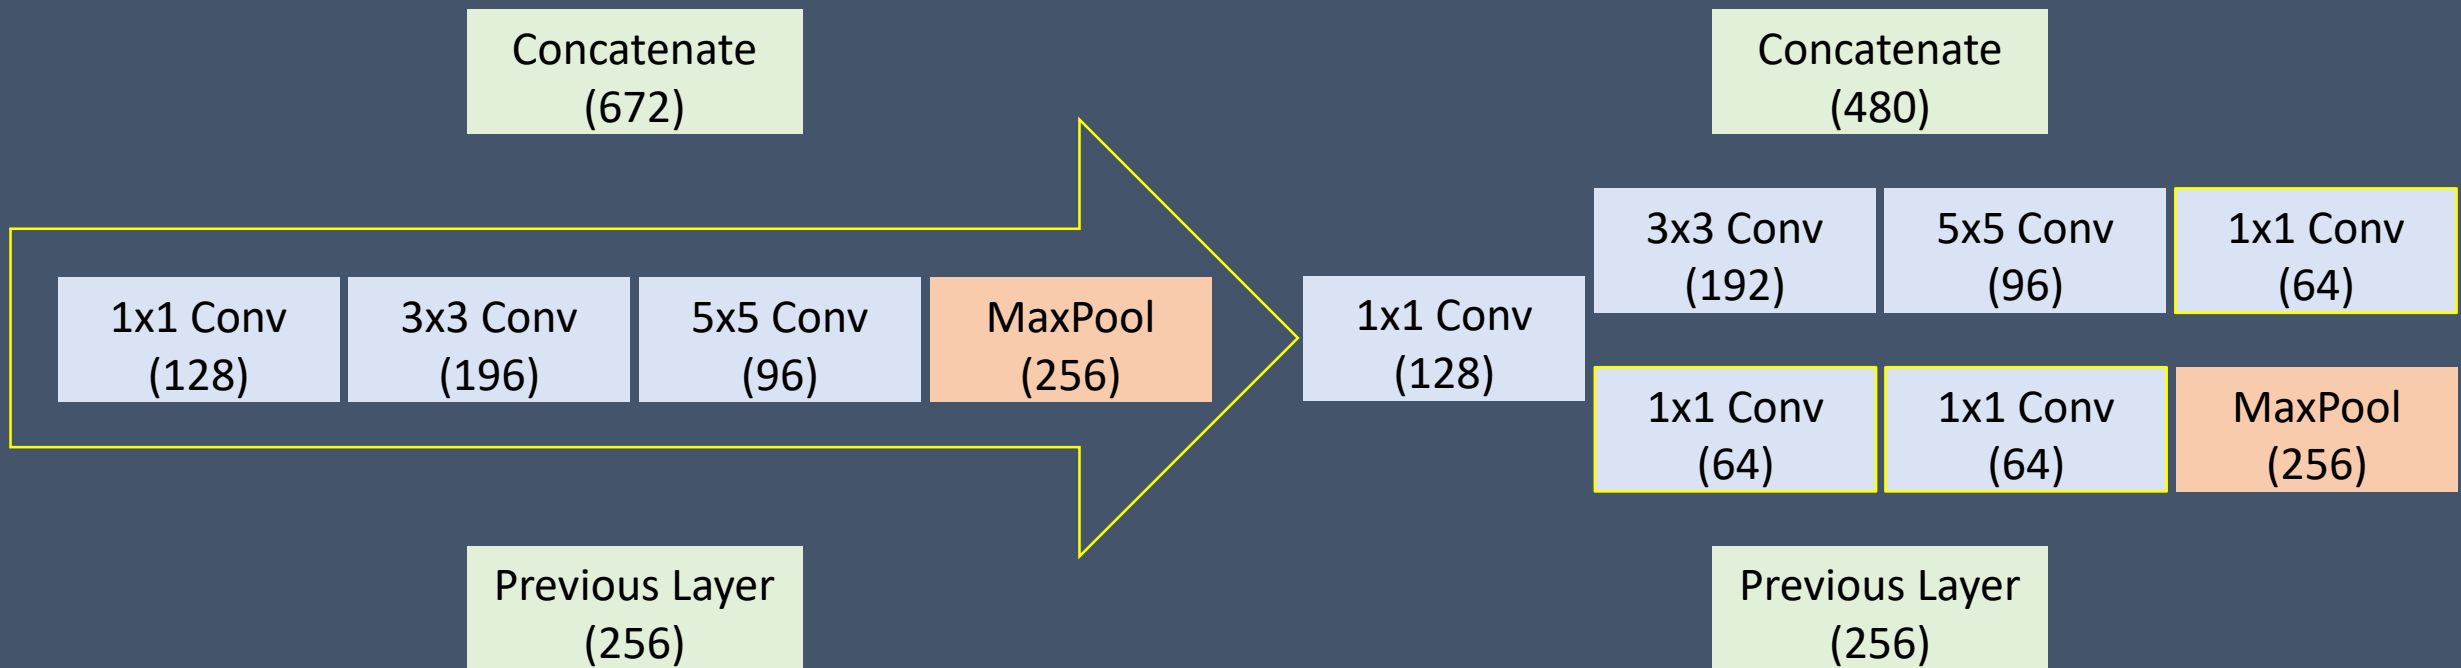 Concatenate
(672)
1x1 Conv
(128)
3x3 Conv
(196)
5x5 Conv
(96)
MaxPool
(256)
Previous Layer
(256)
Concatenate
(480)
1x1 Conv
(128)
3x3 Conv
(192)
5x5 Conv
(96)
1x1 Conv
(64)
1x1 Conv
(64)
1x1 Conv
(64)
MaxPool
(256)
Previous Layer
(256)